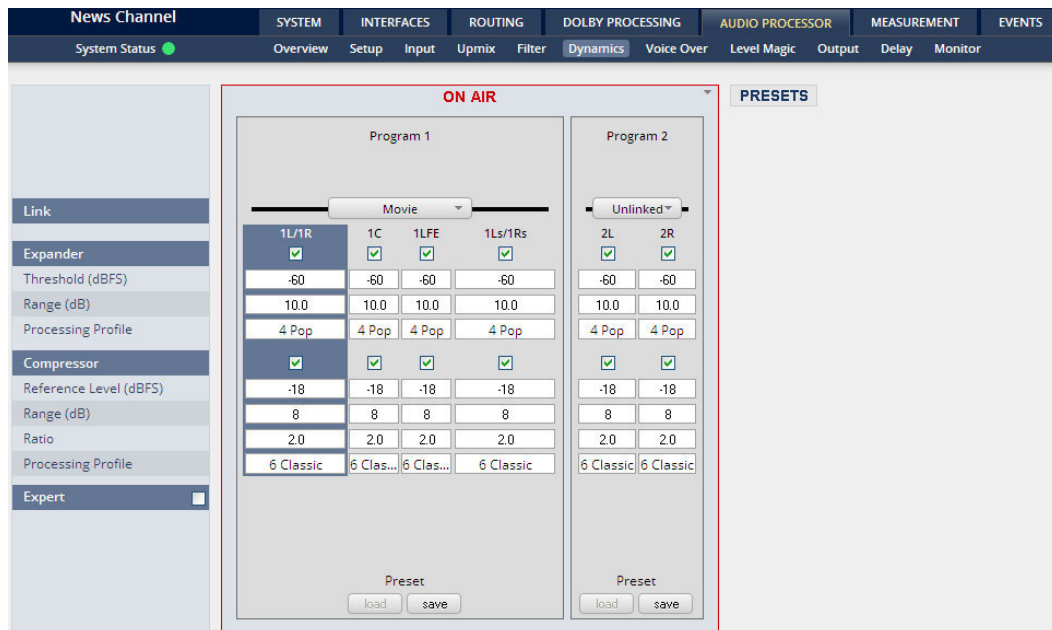 News Channel SYSTEM INTERFACES ROUTING DOLBY PROCESSING AUDIO PROCESSOR MEASUREMENT EVENTS
System Status Overview Setup Input Upmix Filter Dynamics Voice Over Level Magic Output Delay Monitor
ON AIR PRESETS
Program 1 Program 2
Link Movie Unlinked
1L/1R 1C 1LFE 1Ls/1Rs 2L 2R
Expander
Threshold (dBFS) -60 -60 -60 -60 -60 -60
Range (dB) 10.0 10.0 10.0 10.0 10.0 10.0
Processing Profile 4 Pop 4 Pop 4 Pop 4 Pop 4 Pop 4 Pop
Compressor
Reference Level (dBFS) -18 -18 -18 -18 -18 -18
Range (dB) 8 8 8 8 8 8
Ratio 2.0 2.0 2.0 2.0 2.0 2.0
Processing Profile 6 Classic 6 Clas... 6 Clas... 6 Classic 6 Classic 6 Classic
Expert
Preset Preset
load save load save